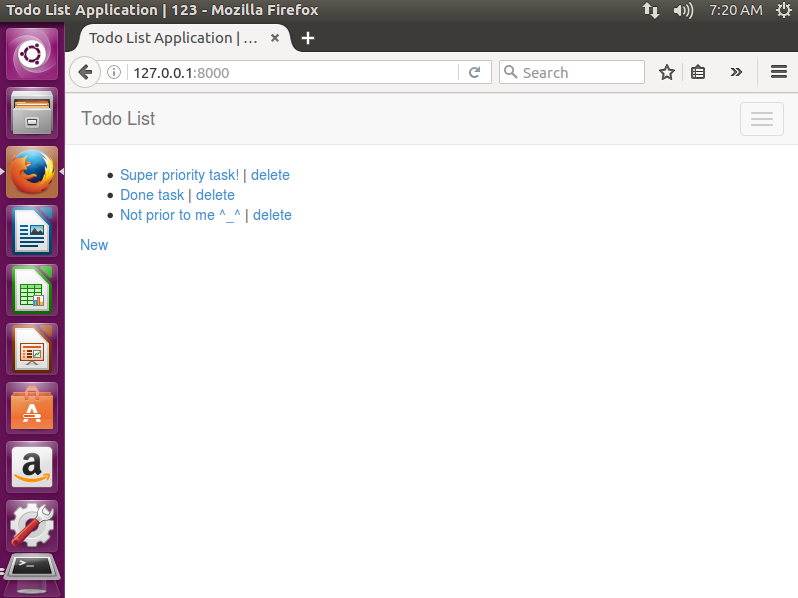 Todo List Application | 123 - Mozilla Firefox 7:20 AM
Todo List Application | ...
127.0.0.1:8000 Search
Todo List
Super priority task! | delete
Done task | delete
Not prior to me ^_^ | delete
New